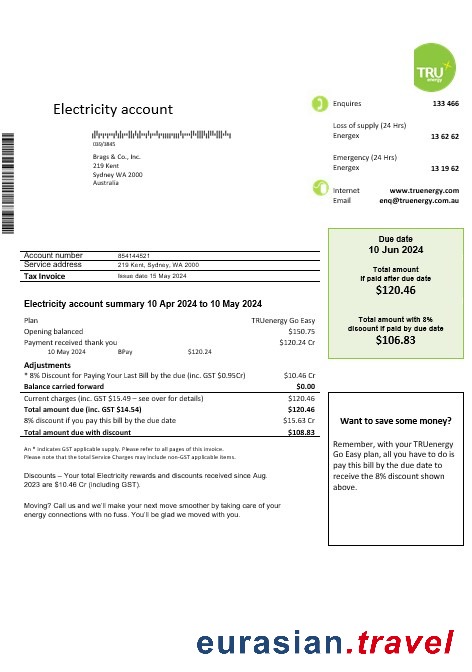 TRU
energy
Electricity account
Enquires 133 466
Loss of supply (24 Hrs)
Energex 13 62 62
Emergency (24 Hrs)
Energex 13 19 62
Internet www.truenergy.com
Email enq@truenergy.com.au
030/3845
Brags & Co., Inc.
219 Kent
Sydney WA 2000
Australia
Account number 854144521
Service address 219 Kent, Sydney, WA 2000
Tax Invoice Issue date 15 May 2024
Due date
10 Jun 2024
Total amount
if paid after due date
$120.46
Total amount with 8%
discount if paid by due date
$106.83
Electricity account summary 10 Apr 2024 to 10 May 2024
Plan TRUenergy Go Easy
Opening balanced $150.75
Payment received thank you $120.24 Cr
10 May 2024 BPay $120.24
Adjustments
* 8% Discount for Paying Your Last Bill by the due (inc. GST $0.95Cr) $10.46 Cr
Balance carried forward $0.00
Current charges (inc. GST $15.49 – see over for details) $120.46
Total amount due (inc. GST $14.54) $120.46
8% discount if you pay this bill by the due date $15.63 Cr
Total amount due with discount $108.83
An * indicates GST applicable supply. Please refer to all pages of this invoice.
Please note that the total Service Charges may include non-GST applicable items.
Discounts – Your total Electricity rewards and discounts received since Aug.
2023 are $10.46 Cr (including GST).
Moving? Call us and we'll make your next move smoother by taking care of your
energy connections with no fuss. You'll be glad we moved with you.
Want to save some money?
Remember, with your TRUenergy
Go Easy plan, all you have to do is
pay this bill by the due date to
receive the 8% discount shown
above.
eurasian.travel